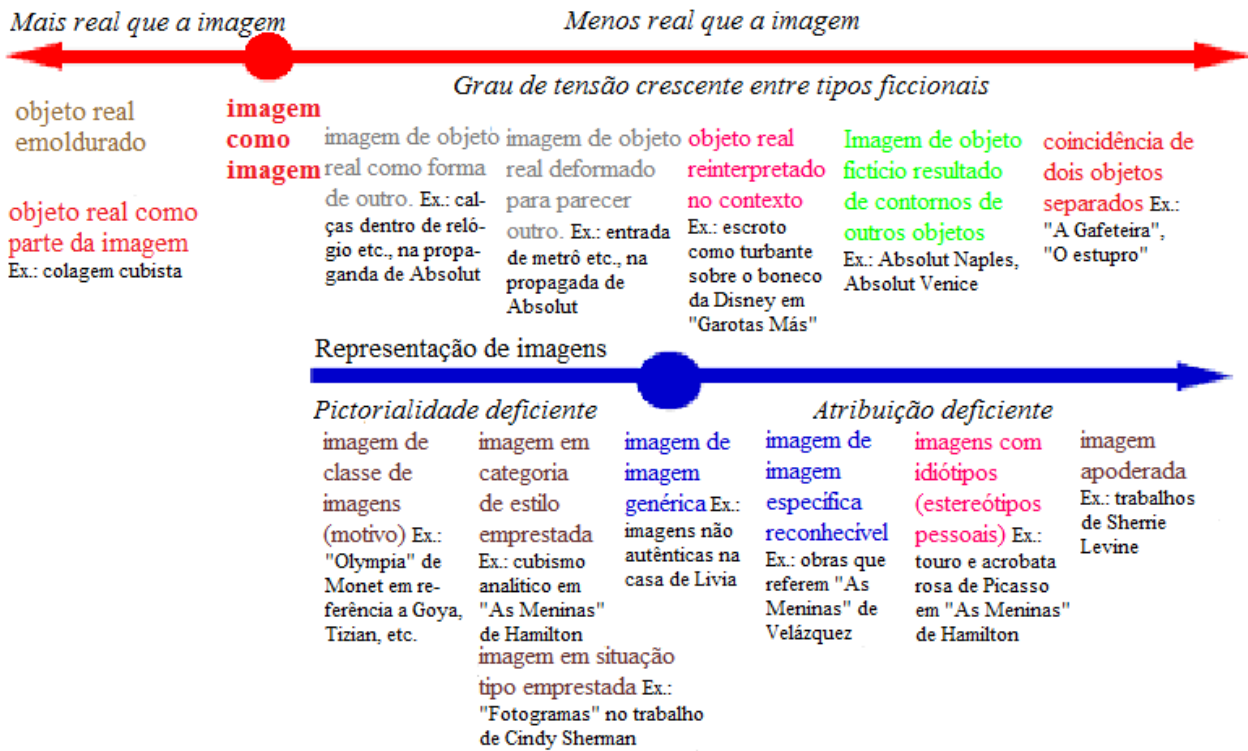 Mais real que a imagem
Menos real que a imagem
Grau de tensão crescente entre tipos ficcionais
objeto real
emoldurado
objeto real como
parte da imagem
Ex.: colagem cubista
imagem
como
imagem
imagem de objeto
real como forma
de outro. Ex.: cal-
ças dentro de reló-
gio etc., na propa-
ganda de Absolut
imagem de objeto
real deformado
para parecer
outro. Ex.: entrada
de metrô etc., na
propagada de
Absolut
objeto real
reinterpretado
no contexto
Ex.: escroto
como turbante
sobre o boneco
da Disney em
"Garotas Más"
Imagem de objeto
fictício resultado
de contornos de
outros objetos
Ex.: Absolut Naples,
Absolut Venice
coincidência de
dois objetos
separados Ex.:
"A Gafeteira",
"O estupro"
Représentação de imagens
Pictorialidade deficiente
Atribuição deficiente
imagem de
classe de
imagens
(motivo) Ex.:
"Olympia" de
Monet em re-
ferência a Goya,
Tizian, etc.
imagem em
categoria
de estilo
emprestada
Ex.: cubismo
analítico em
"As Meninas"
de Hamilton
imagem em situação
tipo emprestada Ex.:
"Fotogramas" no trabalho
de Cindy Sherman
imagem de
imagem
genérica Ex.:
imagens não
autênticas na
casa de Livia
imagem de
imagem
específica
reconhecível
Ex.: obras que
referem "As
Meninas" de
Velázquez
imagens com
idiótipos
(estereótipos
pessoais) Ex.:
touro e acrobata
rosa de Picasso
em "As Meninas"
de Hamilton
imagem
apoderada
Ex.: trabalhos
de Sherrie
Levine